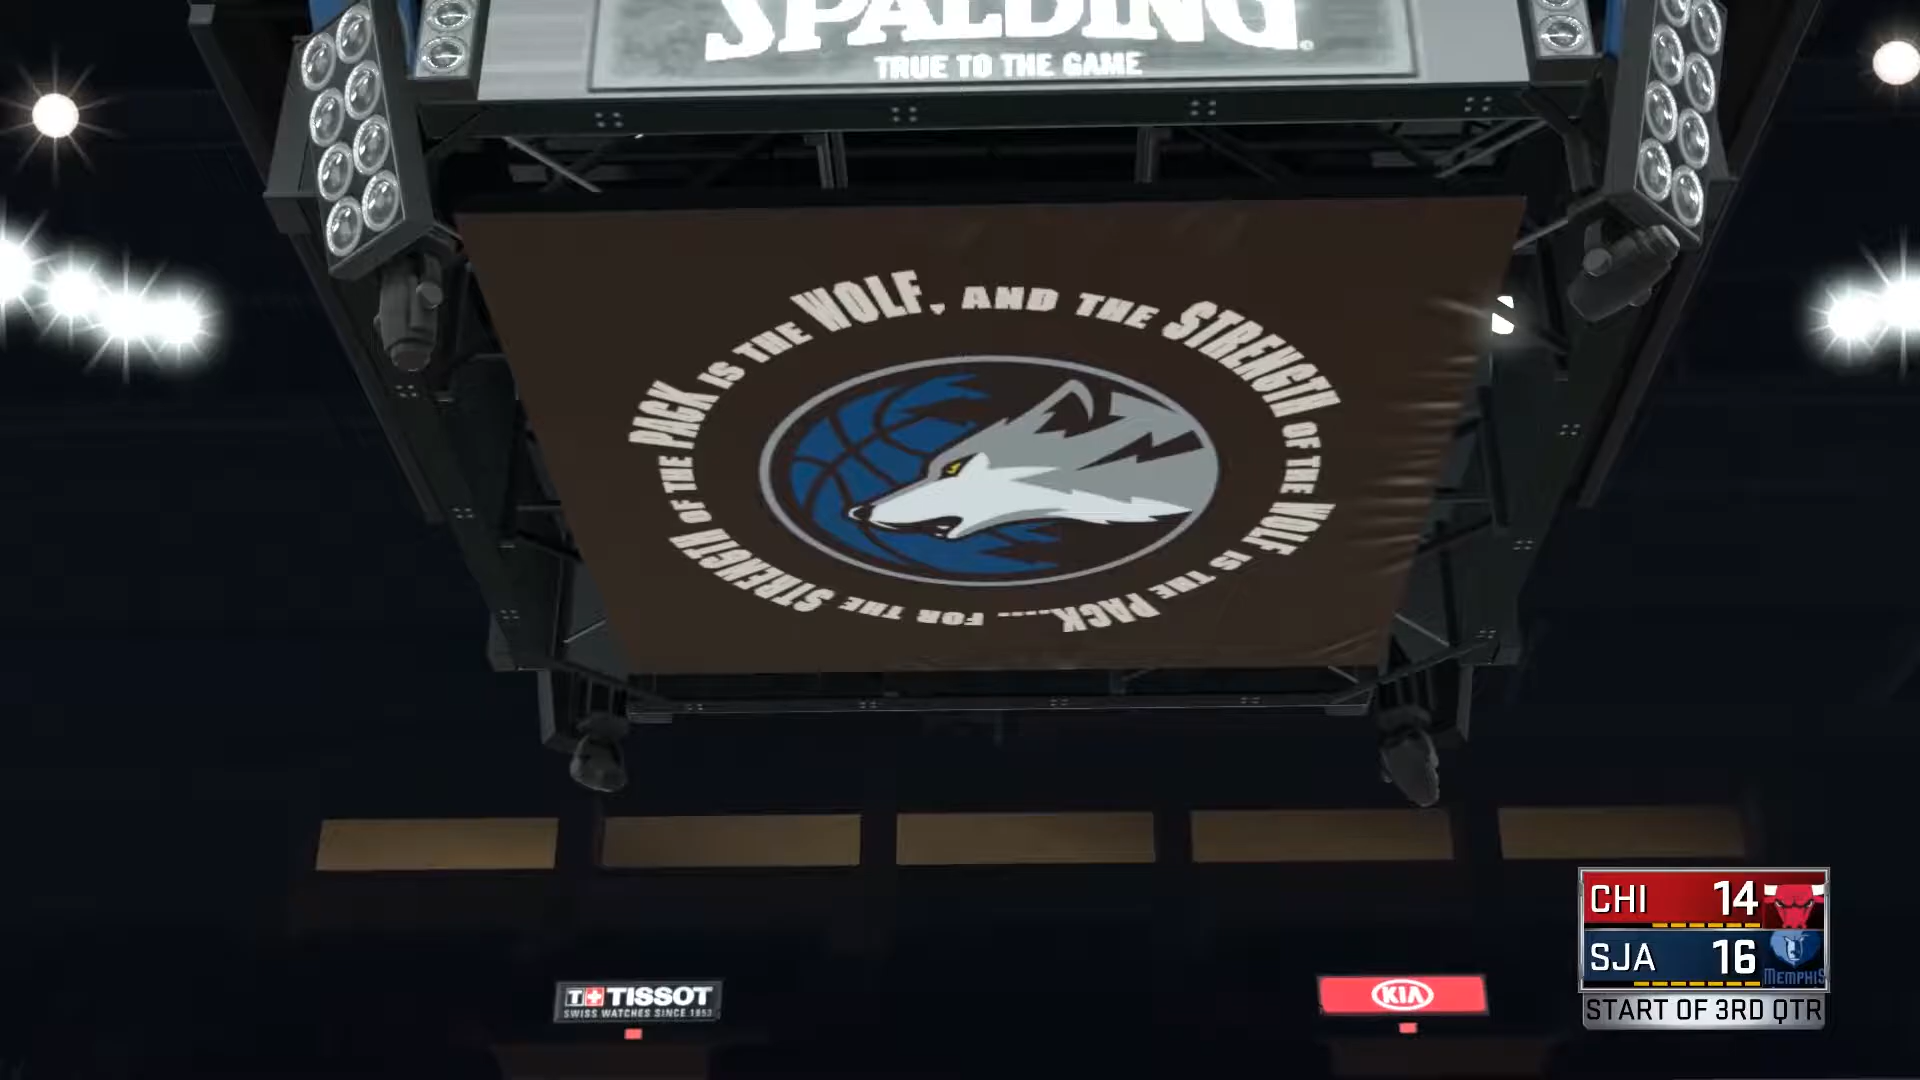 SPALDING
TRUE TO THE GAME
FOR THE STRENGTH OF THE PACK IS THE WOLF, AND THE STRENGTH OF THE WOLF IS THE PACK....
CHI 14
SJA 16
MEMPHIS
START OF 3RD QTR
T+TISSOT
SWISS WATCHES SINCE 1853
KIA